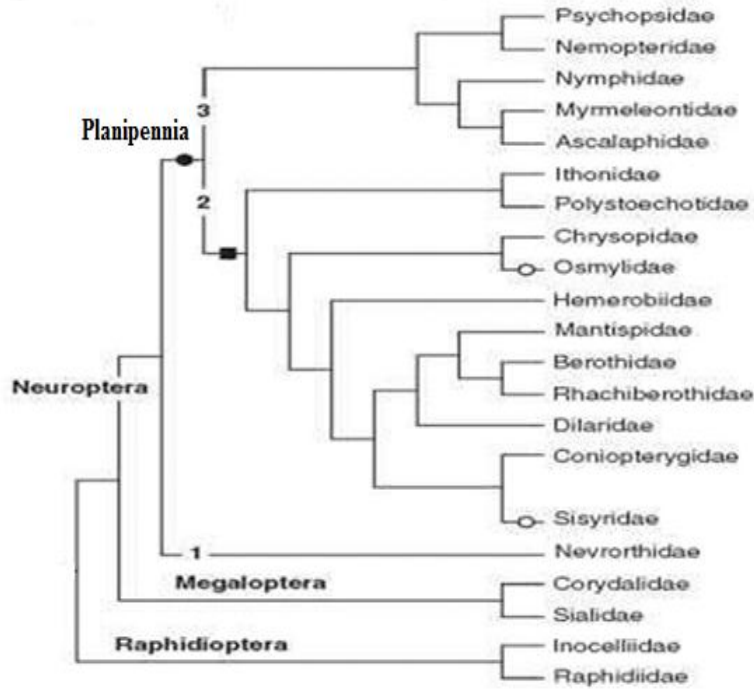 Psychopsidae
Nemopteridae
Nymphidae
3
Myrmeleontidae
Planipennia
Ascalaphidae
Ithonidae
2
Polystoechotidae
Chrysopidae
Osmylidae
Hemerobiidae
Mantispidae
Berothidae
Neuroptera
Rhachiberothidae
Dilaridae
Coniopterygidae
Sisyridae
1
Nevrorthidae
Megaloptera
Corydalidae
Sialidae
Raphidioptera
Inocelliidae
Raphidiidae